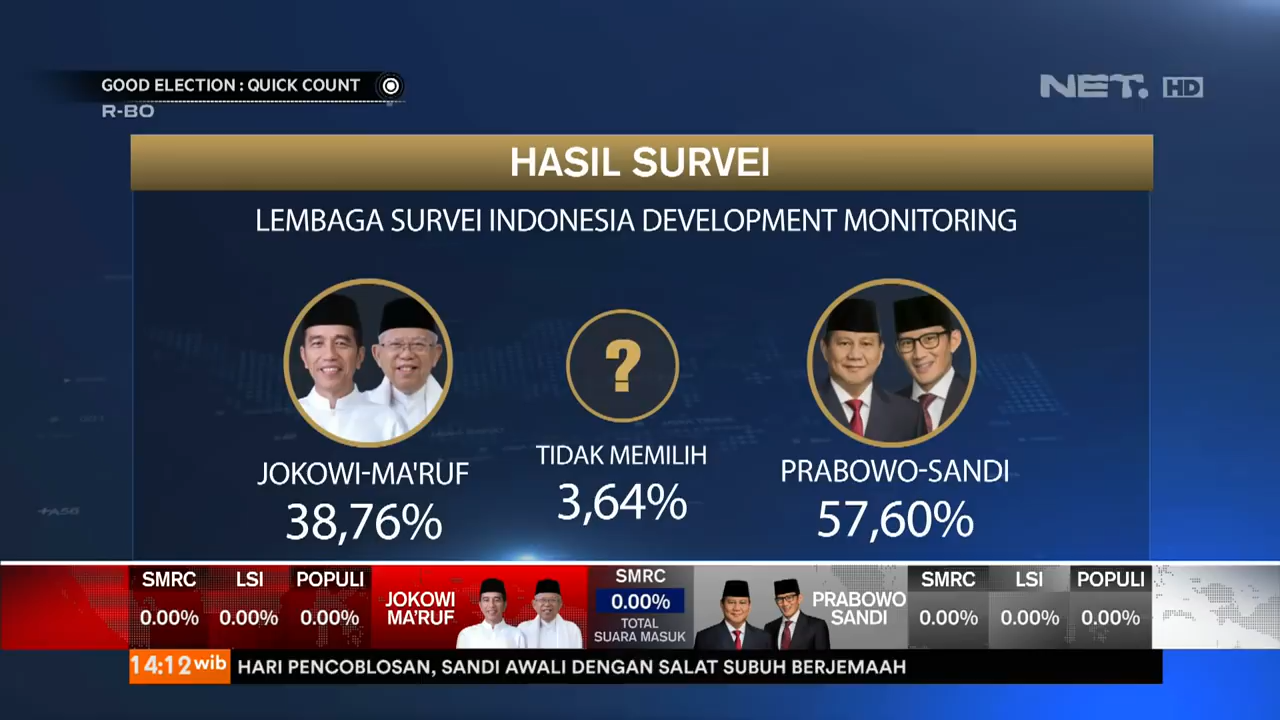 GOOD ELECTION : QUICK COUNT
R-BO
NET. HD
HASIL SURVEI
LEMBAGA SURVEI INDONESIA DEVELOPMENT MONITORING
?
JOKOWI-MA'RUF
38,76%
TIDAK MEMILIH
3,64%
PRABOWO-SANDI
57,60%
SMRC LSI POPULI
0.00% 0.00% 0.00%
JOKOWI
MA'RUF
SMRC
0.00%
TOTAL
SUARA MASUK
PRABOWO
SANDI
SMRC LSI POPULI
0.00% 0.00% 0.00%
14:12 wib HARI PENCOBLOSAN, SANDI AWALI DENGAN SALAT SUBUH BERJEMAAH